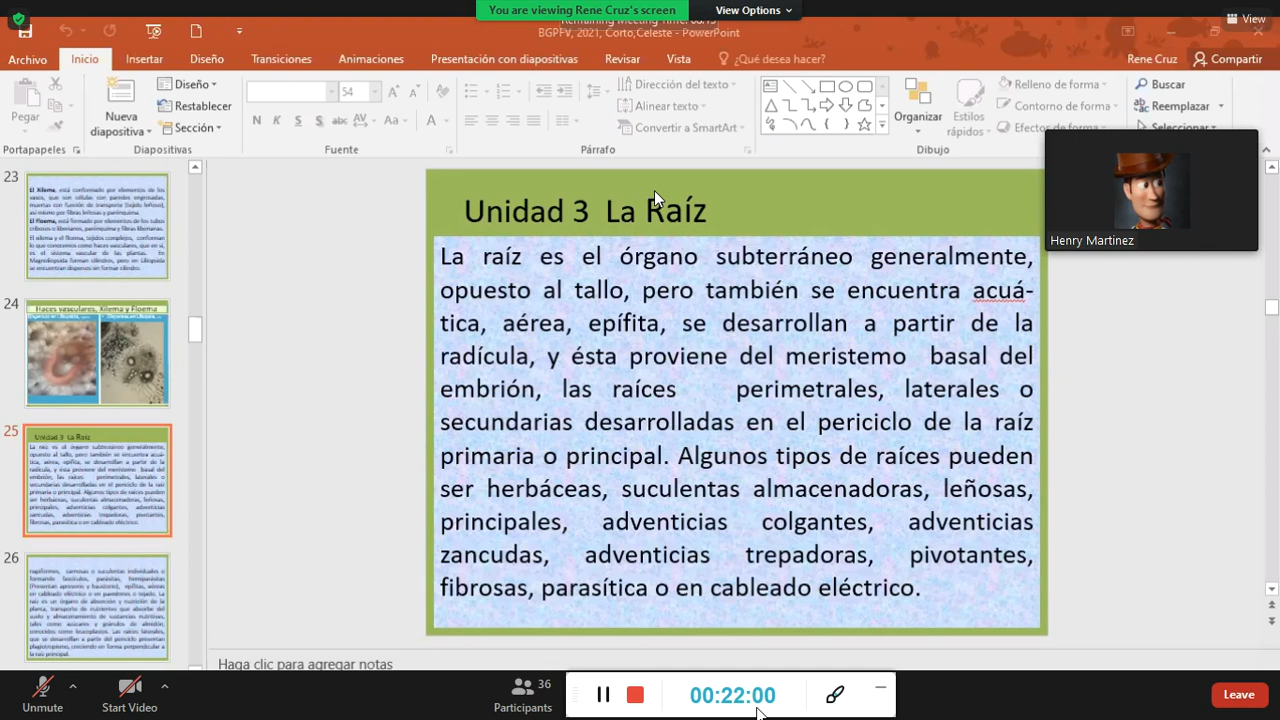 You are viewing Rene Cruz's screen
View Options
View
BGPFV, 2021, Corto,Celeste - PowerPoint
Archivo
Inicio
Insertar
Diseño
Transiciones
Animaciones
Presentación con diapositivas
Revisar
Vista
¿Qué desea hacer?
Rene Cruz
Compartir
Pegar
Nueva
diapositiva
Diseño
Restablecer
Sección
54
N K S S abc AV Aa A
Dirección del texto
Alinear texto
Convertir a SmartArt
Organizar
Estilos
rápidos
Relleno de forma
Contorno de forma
Efectos de forma
Buscar
Reemplazar
Seleccionar
Portapapeles
Diapositivas
Fuente
Párrafo
Dibujo
Henry Martinez
23
24
Haces vasculares, Xilema y Floema
25
26
Unidad 3 La Raíz
La raíz es el órgano subterráneo generalmente,
opuesto al tallo, pero también se encuentra acuá-
tica, aérea, epífita, se desarrollan a partir de la
radícula, y ésta proviene del meristemo basal del
embrión, las raíces perimetrales, laterales o
secundarias desarrolladas en el periciclo de la raíz
primaria o principal. Algunos tipos de raíces pueden
ser herbáceas, suculentas almacenadoras, leñosas,
principales, adventicias colgantes, adventicias
zancudas, adventicias trepadoras, pivotantes,
fibrosas, parasítica o en cableado eléctrico.
Haga clic para agregar notas
Unmute
Start Video
36
Participants
00:22:00
Leave